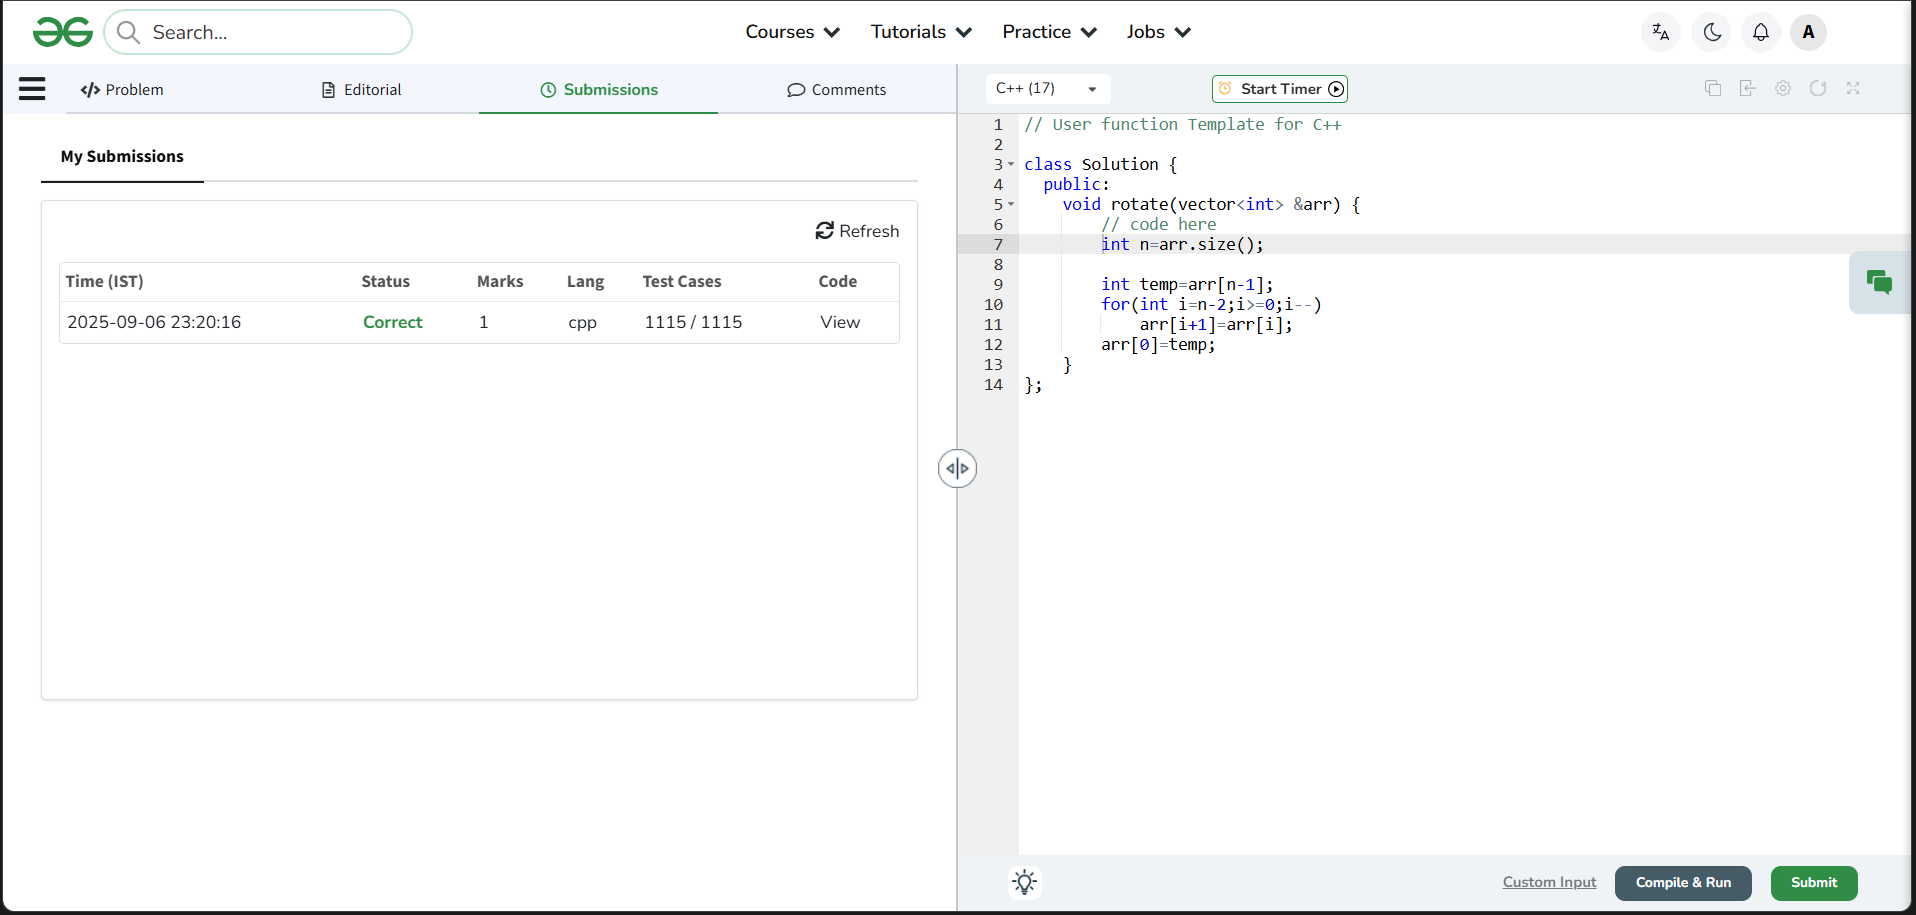 Search...
Courses Tutorials Practice Jobs
A
Problem Editorial Submissions Comments
C++ (17)
Start Timer
My Submissions
Refresh
Time (IST) Status Marks Lang Test Cases Code
2025-09-06 23:20:16 Correct 1 cpp 1115 / 1115 View
1 // User function Template for C++
2
3 class Solution {
4 public:
5 void rotate(vector<int> &arr) {
6 // code here
7 int n=arr.size();
8
9 int temp=arr[n-1];
10 for(int i=n-2;i>=0;i--)
11 arr[i+1]=arr[i];
12 arr[0]=temp;
13 }
14 };
Custom Input Compile & Run Submit